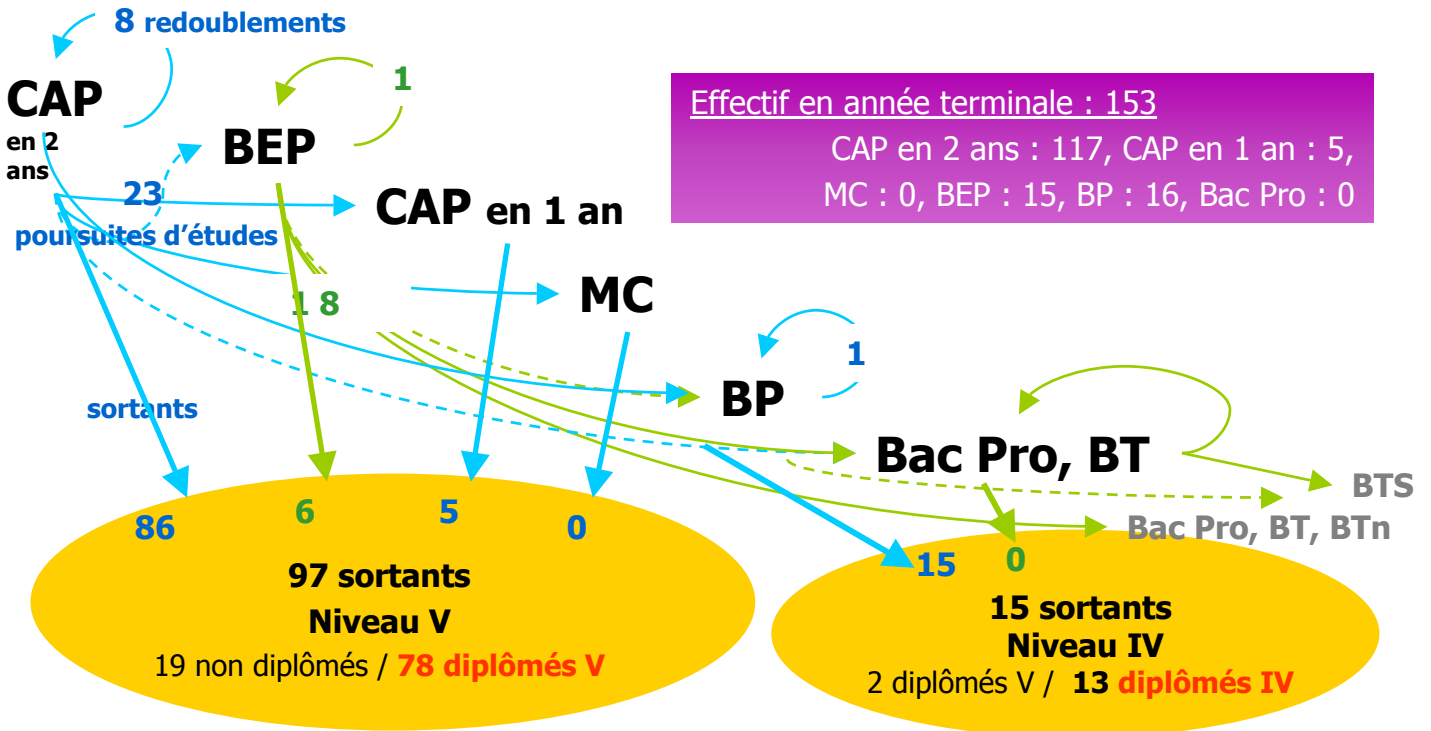 8 redoublements
CAP
en 2
ans
1
BEP
Effectif en année terminale : 153
CAP en 2 ans : 117, CAP en 1 an : 5,
MC : 0, BEP : 15, BP : 16, Bac Pro : 0
23
CAP en 1 an
poursuites d’études
1 8
MC
1
BP
sortants
Bac Pro, BT
BTS
Bac Pro, BT, BTn
86
6
5
0
97 sortants
Niveau V
19 non diplômés / 78 diplômés V
15
0
15 sortants
Niveau IV
2 diplômés V / 13 diplômés IV